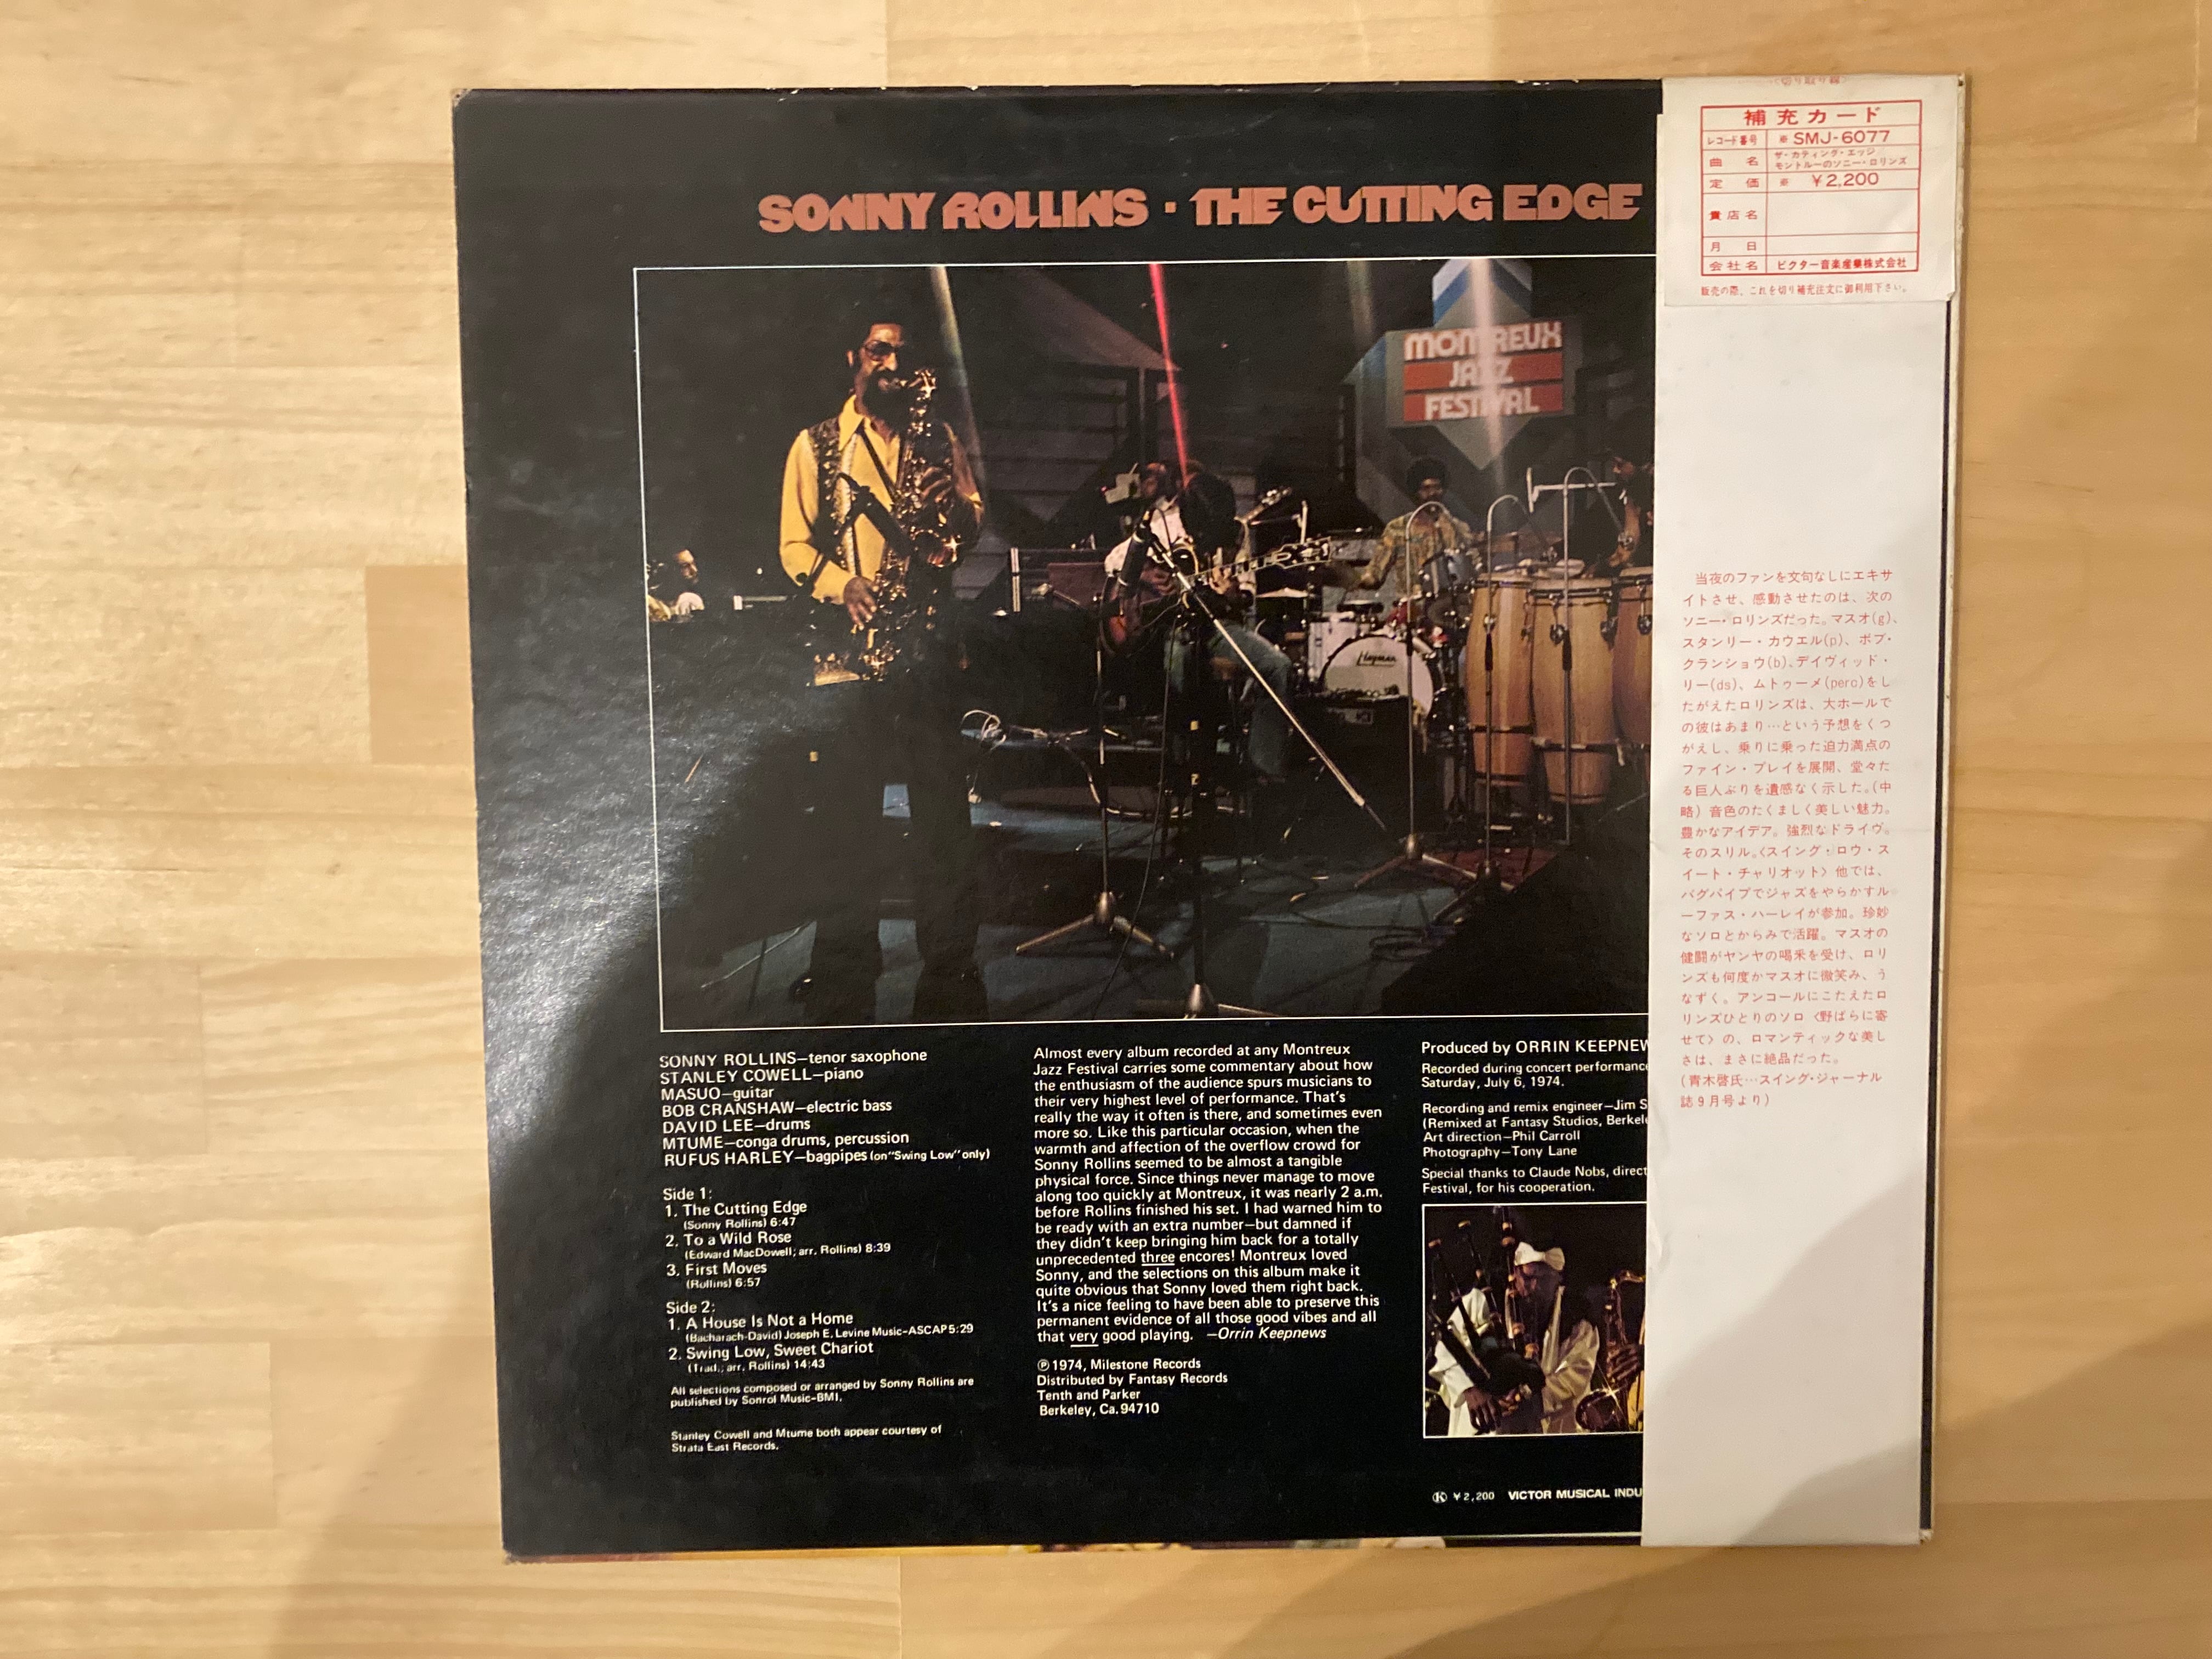 SONNY ROLLINS · THE CUTTING EDGE
MONTREUX
JAZZ
FESTIVAL
Hayman
SONNY ROLLINS—tenor saxophone
STANLEY COWELL—piano
MASUO—guitar
BOB CRANSHAW—electric bass
DAVID LEE—drums
MTUME—conga drums, percussion
RUFUS HARLEY—bagpipes (on "Swing Low" only)
Side 1:
1. The Cutting Edge
(Sonny Rollins) 6:47
2. To a Wild Rose
(Edward MacDowell; arr. Rollins) 8:39
3. First Moves
(Rollins) 6:57
Side 2:
1. A House Is Not a Home
(Bacharach-David) Joseph E. Levine Music-ASCAP 5:29
2. Swing Low, Sweet Chariot
(Trad.; arr. Rollins) 14:43
All selections composed or arranged by Sonny Rollins are
published by Sonrol Music-BMI.
Stanley Cowell and Mtume both appear courtesy of
Strata East Records.
Almost every album recorded at any Montreux
Jazz Festival carries some commentary about how
the enthusiasm of the audience spurs musicians to
their very highest level of performance. That's
really the way it often is there, and sometimes even
more so. Like this particular occasion, when the
warmth and affection of the overflow crowd for
Sonny Rollins seemed to be almost a tangible
physical force. Since things never manage to move
along too quickly at Montreux, it was nearly 2 a.m.
before Rollins finished his set. I had warned him to
be ready with an extra number—but damned if
they didn't keep bringing him back for a totally
unprecedented three encores! Montreux loved
Sonny, and the selections on this album make it
quite obvious that Sonny loved them right back.
It's a nice feeling to have been able to preserve this
permanent evidence of all those good vibes and all
that very good playing. —Orrin Keepnews
℗ 1974, Milestone Records
Distributed by Fantasy Records
Tenth and Parker
Berkeley, Ca. 94710
Produced by ORRIN KEEPNEW
Recorded during concert performanc
Saturday, July 6, 1974.
Recording and remix engineer—Jim S
(Remixed at Fantasy Studios, Berkel
Art direction—Phil Carroll
Photography—Tony Lane
Special thanks to Claude Nobs, direct
Festival, for his cooperation.
Ⓚ ¥2,200 VICTOR MUSICAL INDU
〈切り取り線〉
補充カード
レコード番号 ※ SMJ-6077
曲名 ザ・カティング・エッジ
モントルーのソニー・ロリンズ
定価 ※ ¥2,200
貴店名
月日
会社名 ビクター音楽産業株式会社
販売の際、これを切り補充注文に御利用下さい。
当夜のファンを文句なしにエキサ
イトさせ、感動させたのは、次の
ソニー・ロリンズだった。マスオ(g)、
スタンリー・カウエル(p)、ボブ・
クランショウ(b)、デイヴィッド・
リー(ds)、ムトゥーメ(perc)をし
たがえたロリンズは、大ホールで
の彼はあまり…という予想をくつ
がえし、乗りに乗った迫力満点の
ファイン・プレイを展開、堂々た
る巨人ぶりを遺感なく示した。(中
略)音色のたくましく美しい魅力。
豊かなアイデア。強烈なドライヴ。
そのスリル。〈スイング・ロウ・ス
イート・チャリオット〉他では、
バグパイプでジャズをやらかすル
ーファス・ハーレイが参加。珍妙
なソロとからみで活躍。マスオの
健闘がヤンヤの喝采を受け、ロリ
ンズも何度かマスオに微笑み、う
なずく。アンコールにこたえたロ
リンズひとりのソロ〈野ばらに寄
せて〉の、ロマンティックな美し
さは、まさに絶品だった。
(青木啓氏…スイング・ジャーナル
誌9月号より)